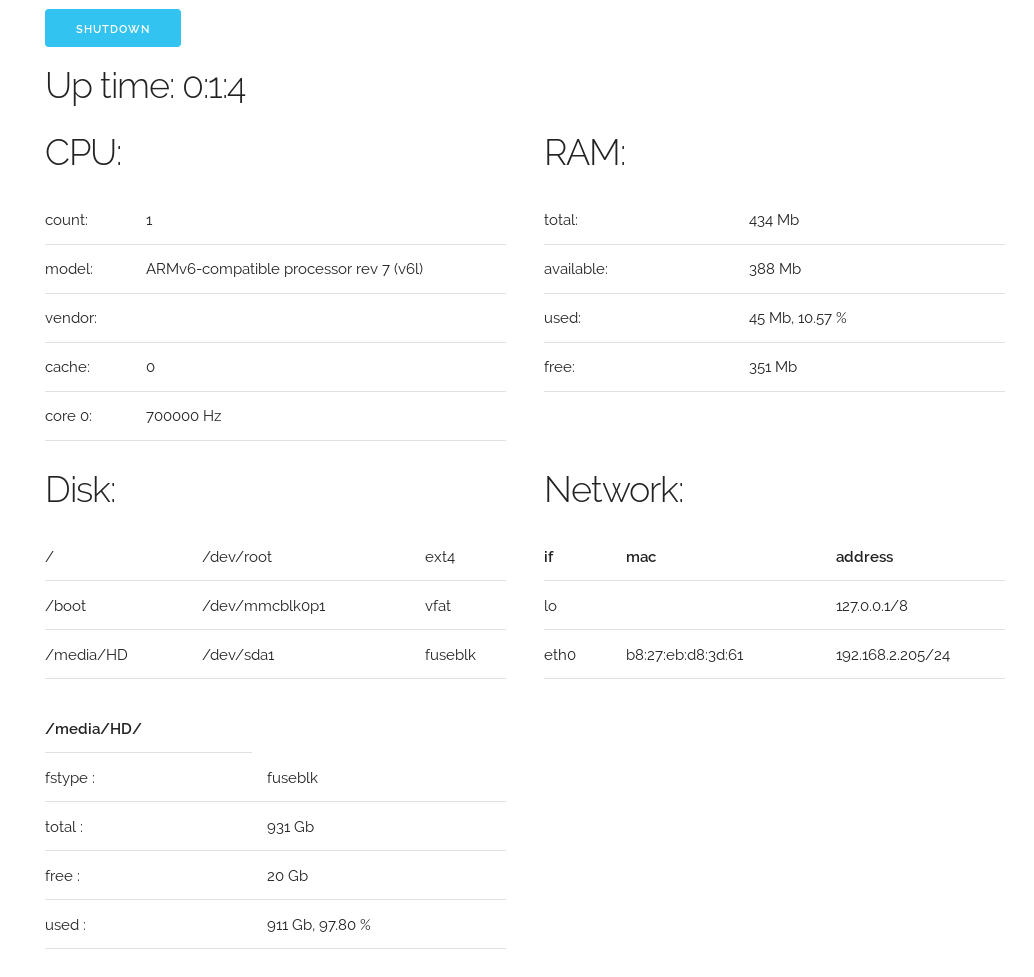 SHUTDOWN
Up time: 0:1:4
CPU:
count: 1
model: ARMv6-compatible processor rev 7 (v6l)
vendor:
cache: 0
core 0: 700000 Hz
RAM:
total: 434 Mb
available: 388 Mb
used: 45 Mb, 10.57 %
free: 351 Mb
Disk:
/ /dev/root ext4
/boot /dev/mmcblk0p1 vfat
/media/HD /dev/sda1 fuseblk
/media/HD/
fstype : fuseblk
total : 931 Gb
free : 20 Gb
used : 911 Gb, 97.80 %
Network:
if mac address
lo 127.0.0.1/8
eth0 b8:27:eb:d8:3d:61 192.168.2.205/24